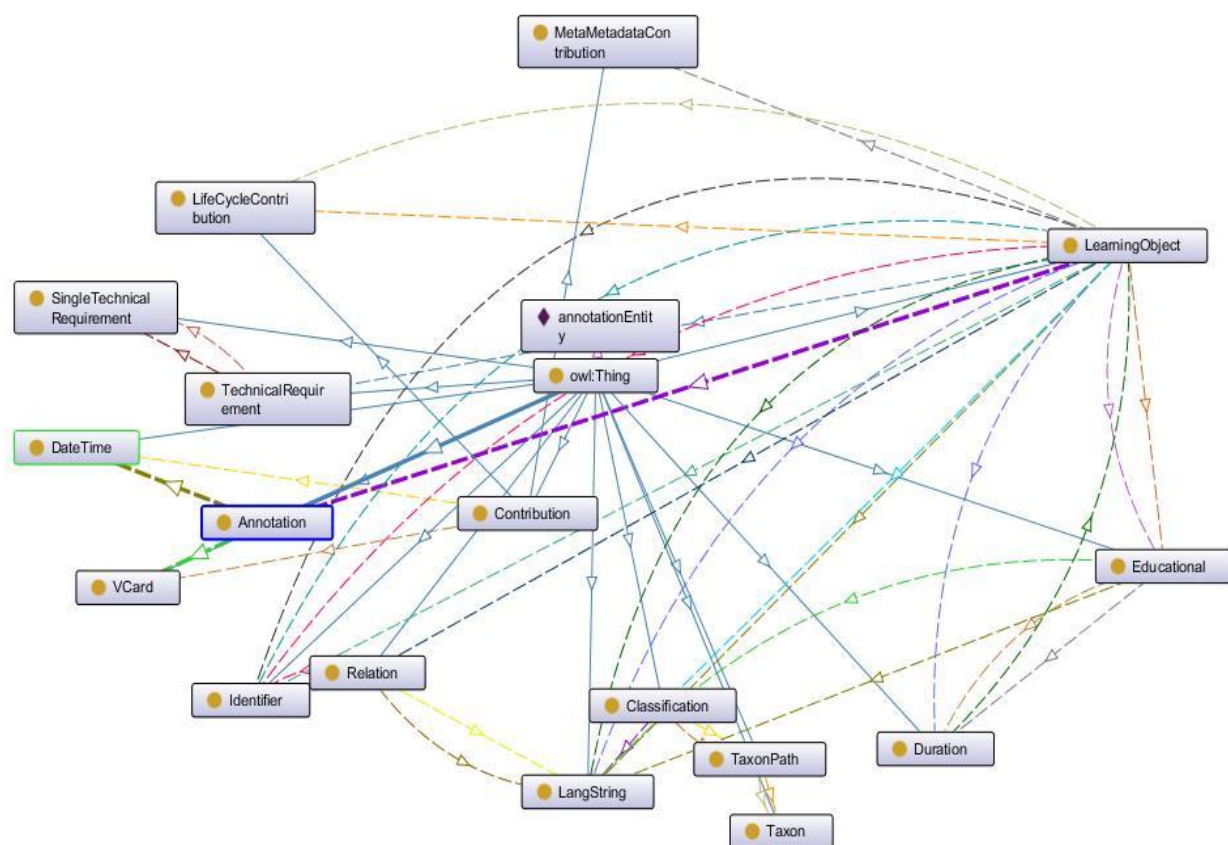 MetaMetadataCon
tribution
LifeCycleContri
bution
LearningObject
SingleTechnical
Requirement
annotationEntit
y
owl:Thing
TechnicalRequir
ement
DateTime
Annotation
Contribution
VCard
Educational
Relation
Identifier
Classification
TaxonPath
Duration
LangString
Taxon